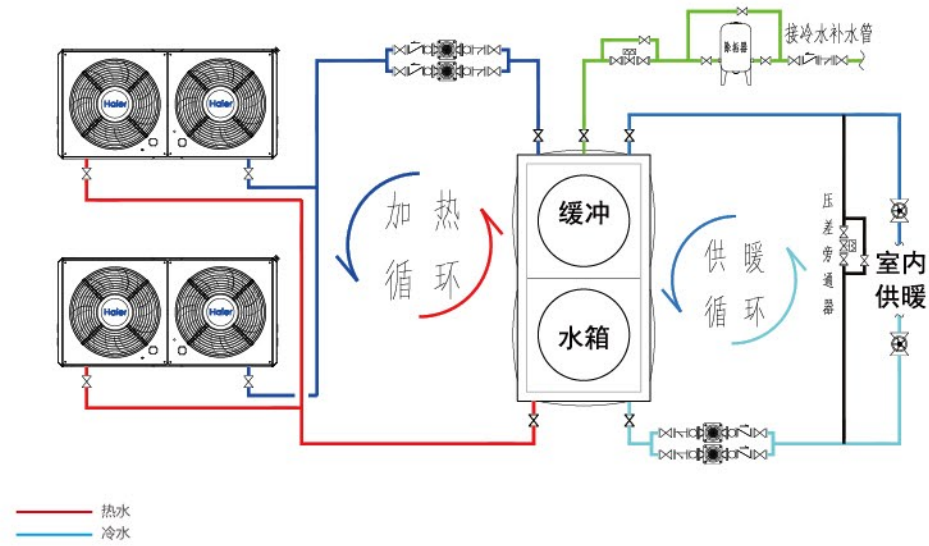 接冷水补水管
除垢器
Haier
Haier
加热
循环
缓冲
水箱
供暖
循环
压差旁通器
室内
供暖
Haier
Haier
热水
冷水